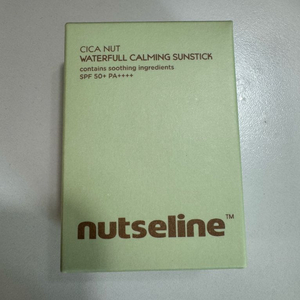 CICA NUT
WATERFULL CALMING SUNSTICK
contains soothing ingredients
SPF 50+ PA++++
nutseline™